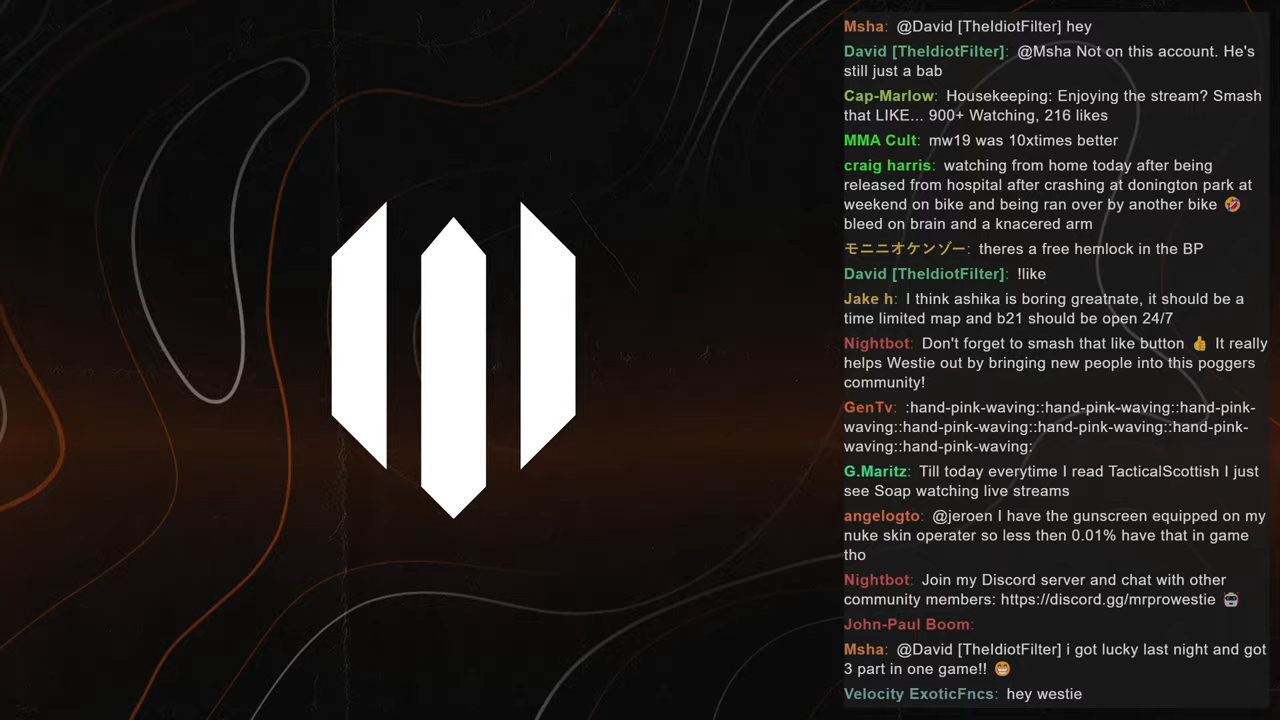 Msha: @David [TheIdiotFilter] hey
David [TheIdiotFilter]: @Msha Not on this account. He's
still just a bab
Cap-Marlow: Housekeeping: Enjoying the stream? Smash
that LIKE... 900+ Watching, 216 likes
MMA Cult: mw19 was 10xtimes better
craig harris: watching from home today after being
released from hospital after crashing at donington park at
weekend on bike and being ran over by another bike 🤣
bleed on brain and a knacered arm
モニニオケンゾー: theres a free hemlock in the BP
David [TheIdiotFilter]: !like
Jake h: I think ashika is boring greatnate, it should be a
time limited map and b21 should be open 24/7
Nightbot: Don't forget to smash that like button 👍 It really
helps Westie out by bringing new people into this poggers
community!
GenTv: :hand-pink-waving::hand-pink-waving::hand-pink-
waving::hand-pink-waving::hand-pink-waving::hand-pink-
waving::hand-pink-waving:
G.Maritz: Till today everytime I read TacticalScottish I just
see Soap watching live streams
angelogto: @jeroen I have the gunscreen equipped on my
nuke skin operater so less then 0.01% have that in game
tho
Nightbot: Join my Discord server and chat with other
community members: https://discord.gg/mrprowestie 🤖
John-Paul Boom:
Msha: @David [TheIdiotFilter] i got lucky last night and got
3 part in one game!! 😁
Velocity ExoticFncs: hey westie